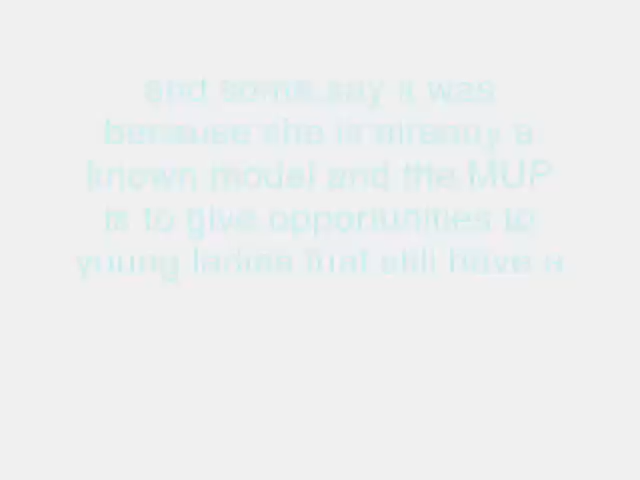 and some say it was
because she is already a
known model and the MUP
is to give opportunities to
young ladies that still have a